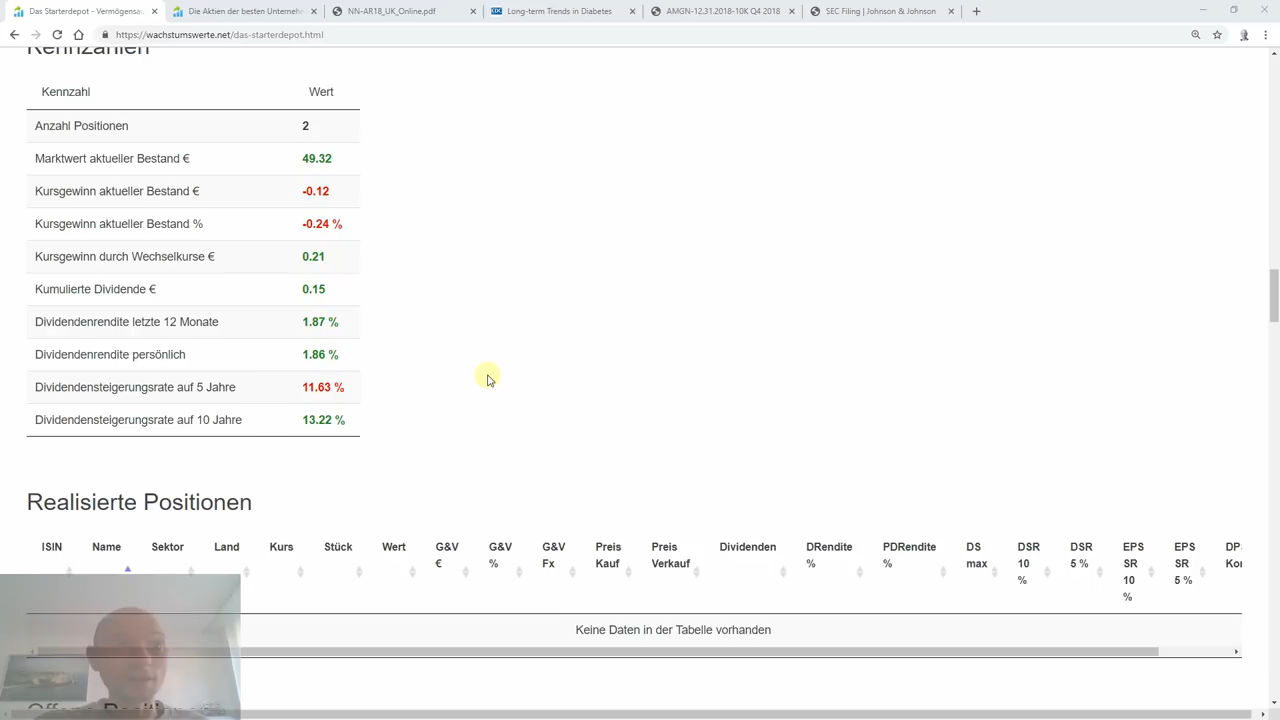 Das Starterdepot - Vermögensa
Die Aktien der besten Unterneh
NN-AR18_UK_Online.pdf
Long-term Trends in Diabetes
AMGN-12.31.2018-10K Q4 2018
SEC Filing | Johnson & Johnson
https://wachstumswerte.net/das-starterdepot.html
Kennzahlen
Kennzahl Wert
Anzahl Positionen 2
Marktwert aktueller Bestand € 49.32
Kursgewinn aktueller Bestand € -0.12
Kursgewinn aktueller Bestand % -0.24 %
Kursgewinn durch Wechselkurse € 0.21
Kumulierte Dividende € 0.15
Dividendenrendite letzte 12 Monate 1.87 %
Dividendenrendite persönlich 1.86 %
Dividendensteigerungsrate auf 5 Jahre 11.63 %
Dividendensteigerungsrate auf 10 Jahre 13.22 %
Realisierte Positionen
ISIN Name Sektor Land Kurs Stück Wert G&V G&V G&V Preis Preis Dividenden DRendite PDRendite DS DSR DSR EPS EPS DP
€ % Fx Kauf Verkauf % % max 10 5 % SR SR Kor
% 10 5 %
%
Keine Daten in der Tabelle vorhanden
Offene Positionen